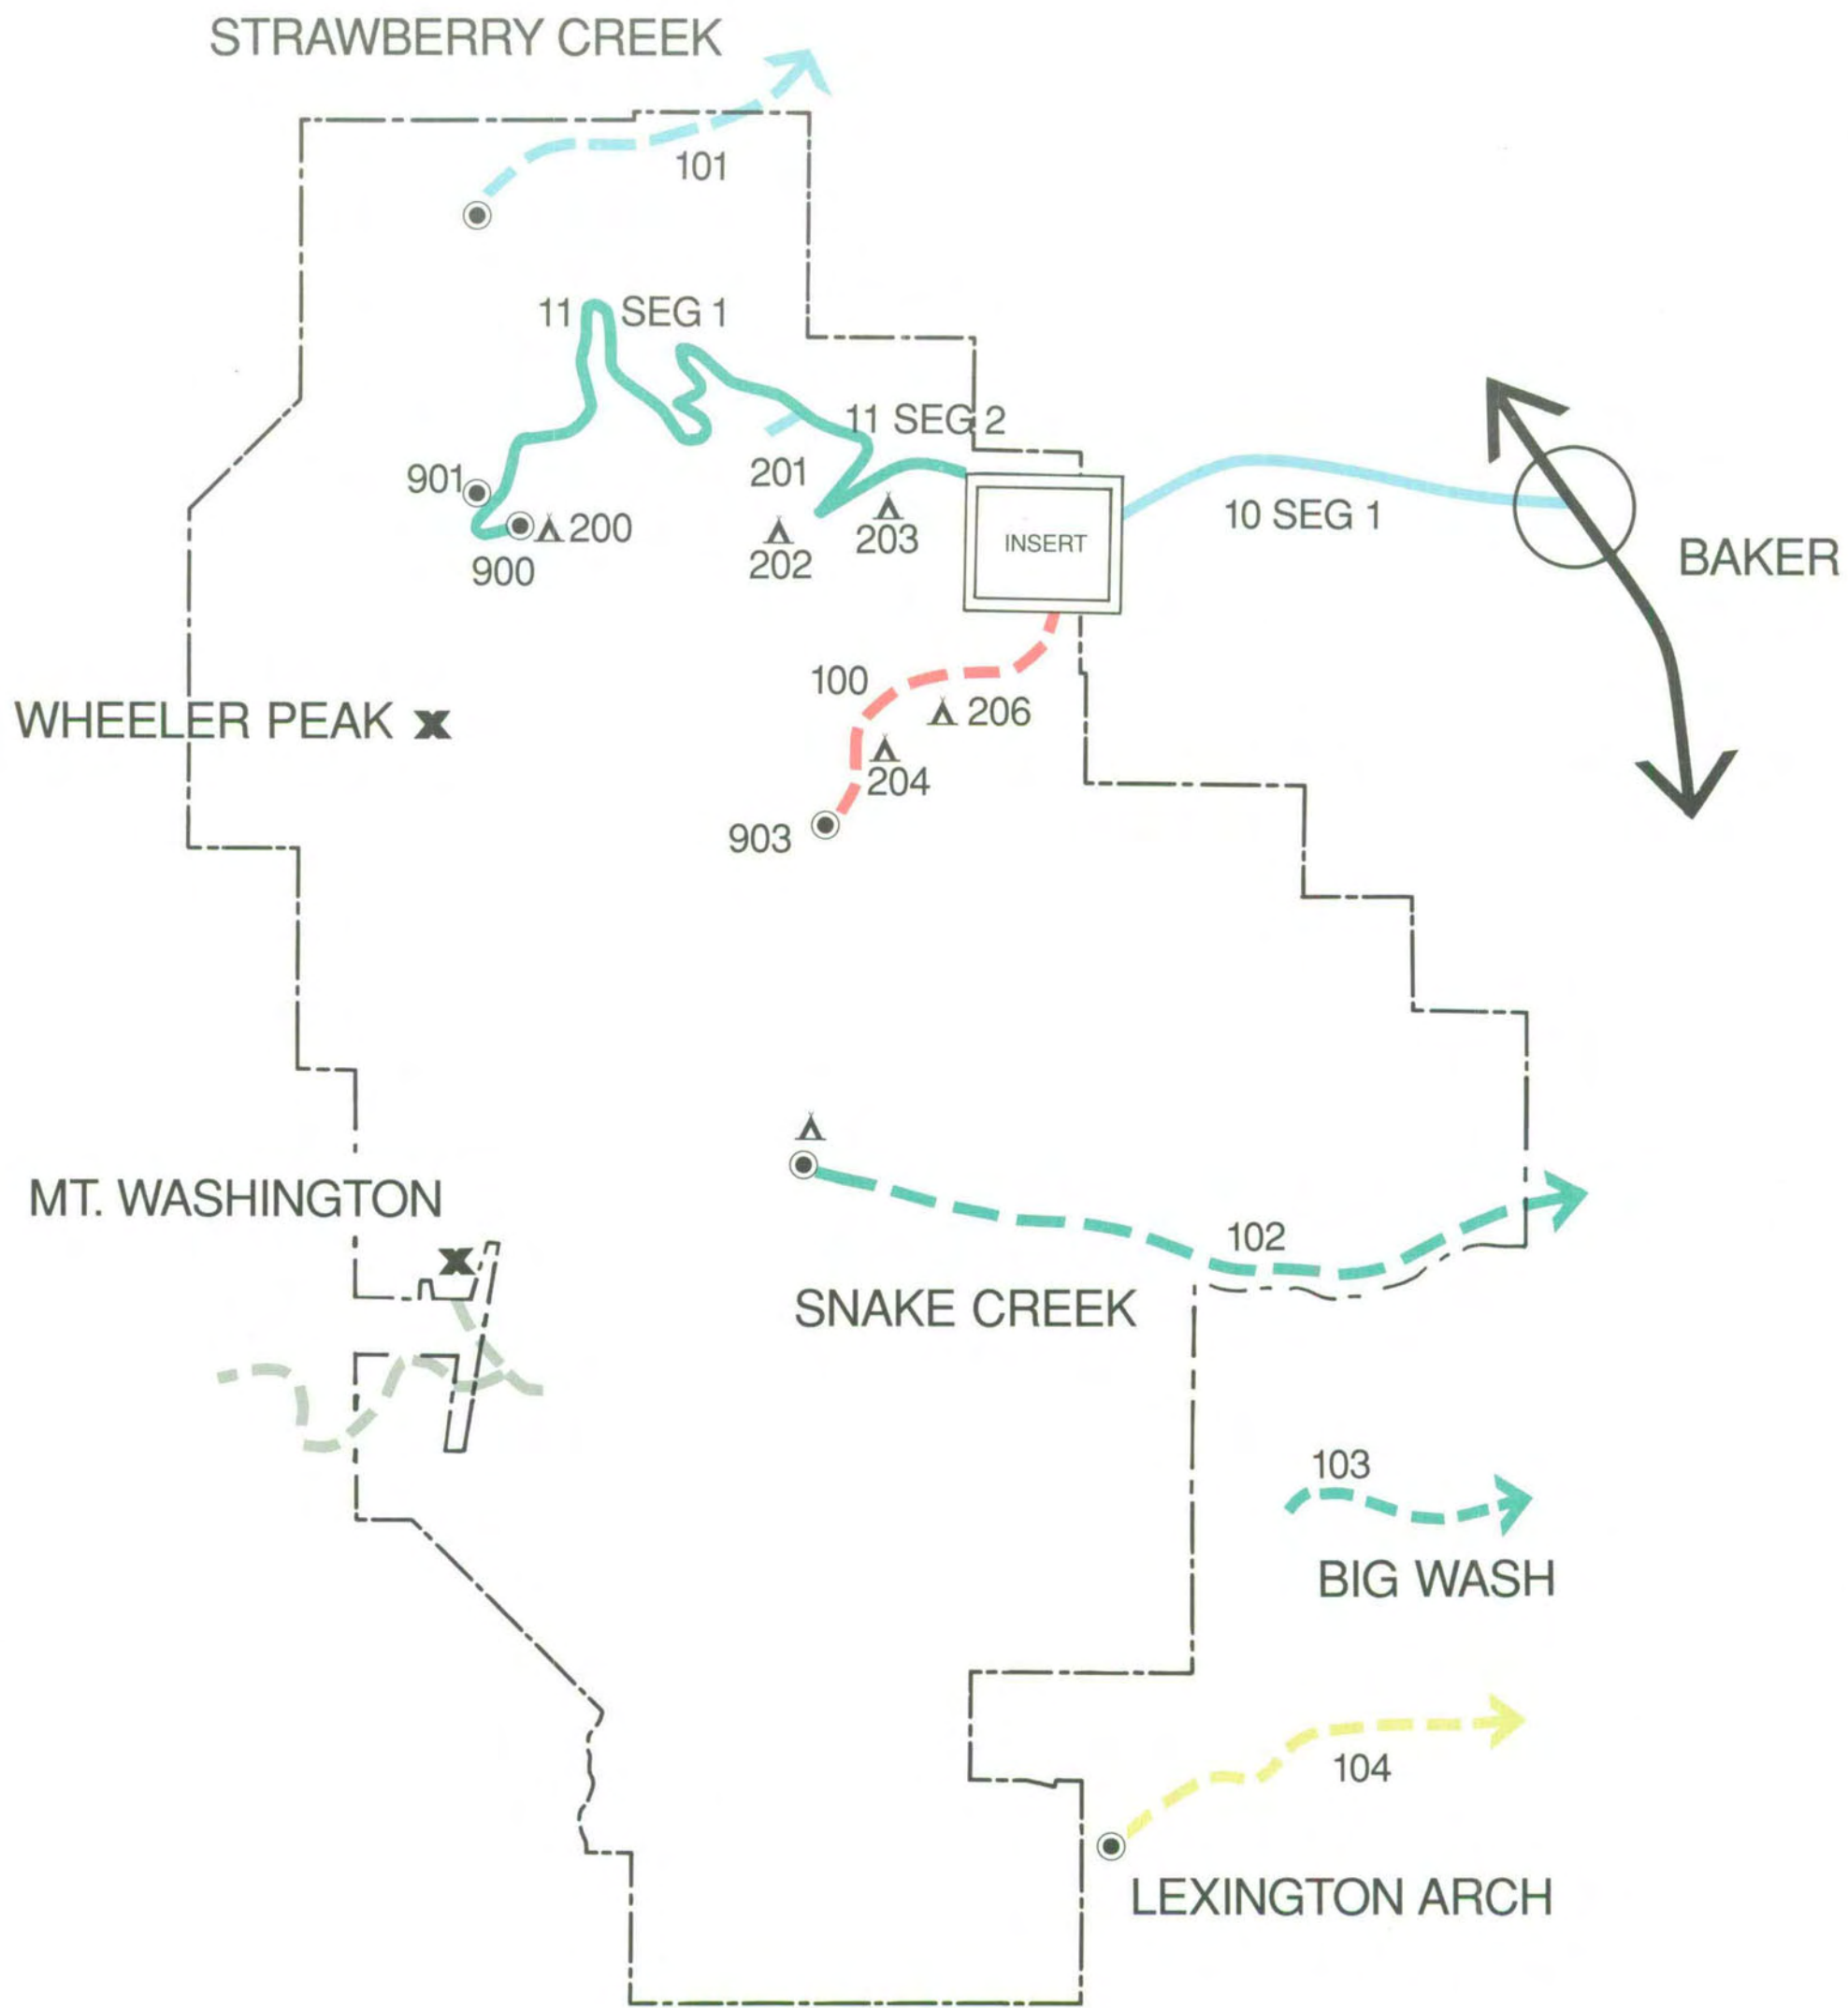 STRAWBERRY CREEK
101
11 SEG 1
11 SEG 2
901
201
200
203
10 SEG 1
INSERT
BAKER
202
900
100
206
WHEELER PEAK
204
903
MT. WASHINGTON
102
SNAKE CREEK
103
BIG WASH
104
LEXINGTON ARCH